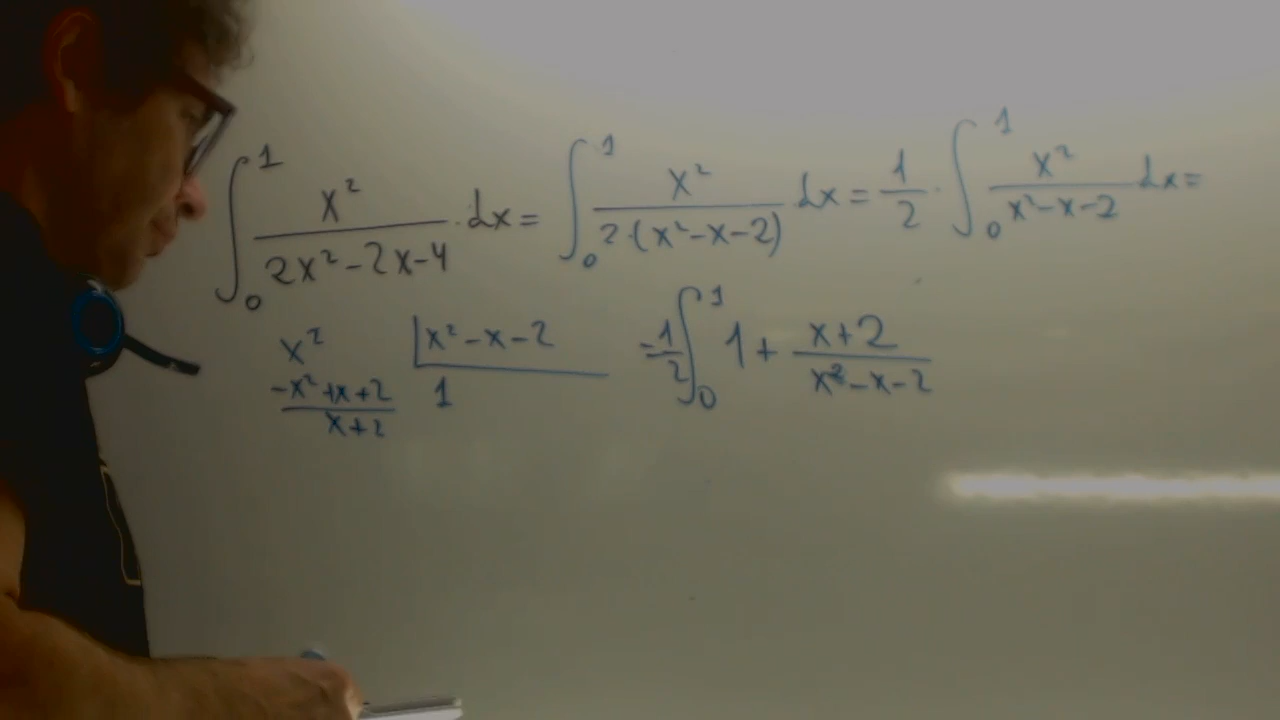 ∫₀¹ x²/(2x²-2x-4) · dx = ∫₀¹ x²/(2·(x²-x-2)) dx = 1/2 · ∫₀¹ x²/(x²-x-2) dx =
x² |x²-x-2 =1/2 ∫₀¹ 1 + (x+2)/(x²-x-2)
-x²+x+2 1
x+2